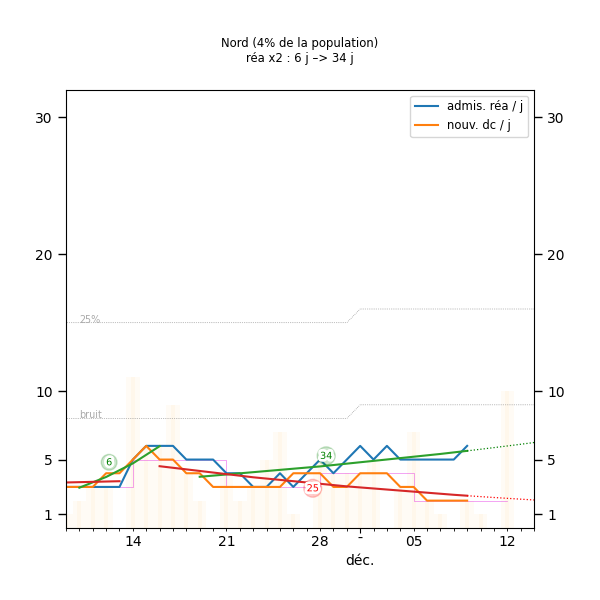 Nord (4% de la population)
réa x2 : 6 j –> 34 j
admis. réa / j
nouv. dc / j
30 30
20 20
25%
10 10
bruit
6 34
5 5
25
1 1
14 21 28 - 05 12
déc.